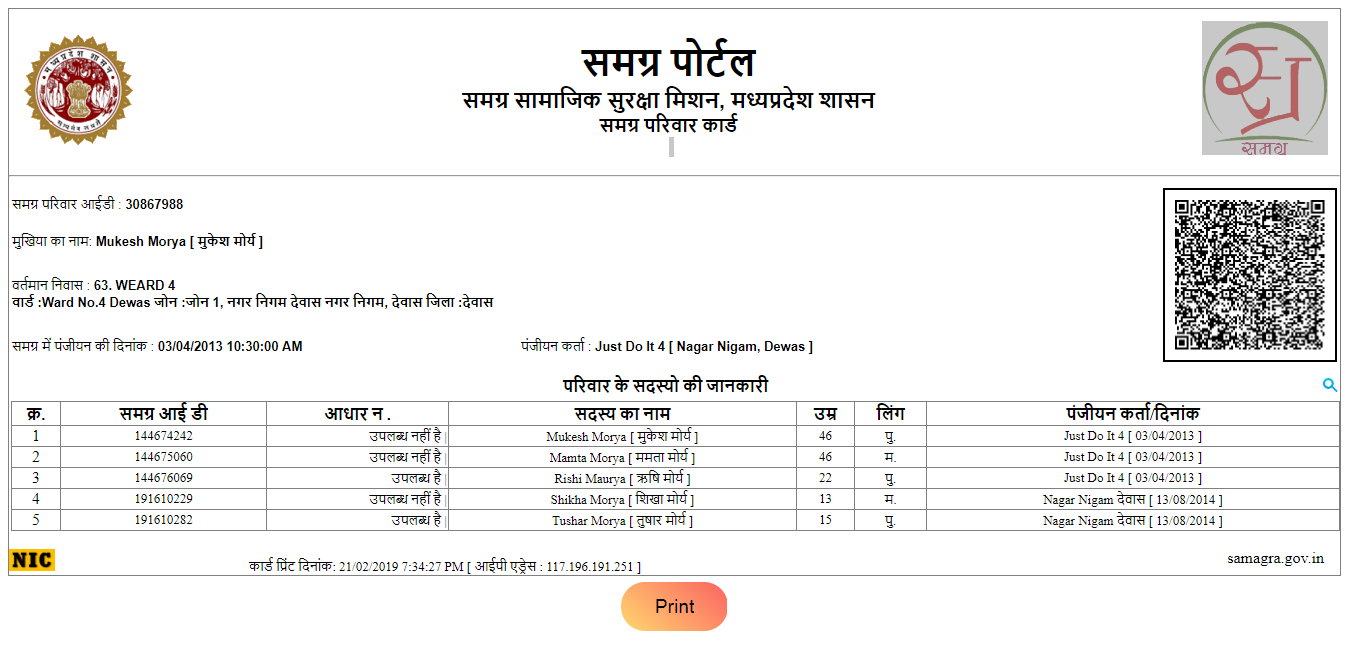 समग्र पोर्टल
समग्र सामाजिक सुरक्षा मिशन, मध्यप्रदेश शासन
समग्र परिवार कार्ड
समग्र
समग्र परिवार आईडी : 30867988
मुखिया का नाम: Mukesh Morya [ मुकेश मोर्य ]
वर्तमान निवास : 63. WEARD 4
वार्ड :Ward No.4 Dewas जोन :जोन 1, नगर निगम देवास नगर निगम, देवास जिला :देवास
समग्र में पंजीयन की दिनांक : 03/04/2013 10:30:00 AM पंजीयन कर्ता : Just Do It 4 [ Nagar Nigam, Dewas ]
परिवार के सदस्यो की जानकारी
क्र. समग्र आई डी आधार न . सदस्य का नाम उम्र लिंग पंजीयन कर्ता/दिनांक
1 144674242 उपलब्ध नहीं है | Mukesh Morya [ मुकेश मोर्य ] 46 पु. Just Do It 4 [ 03/04/2013 ]
2 144675060 उपलब्ध नहीं है | Mamta Morya [ ममता मोर्य ] 46 म. Just Do It 4 [ 03/04/2013 ]
3 144676069 उपलब्ध है | Rishi Maurya [ ऋषि मोर्य ] 22 पु. Just Do It 4 [ 03/04/2013 ]
4 191610229 उपलब्ध नहीं है | Shikha Morya [ शिखा मोर्य ] 13 म. Nagar Nigam देवास [ 13/08/2014 ]
5 191610282 उपलब्ध है | Tushar Morya [ तुषार मोर्य ] 15 पु. Nagar Nigam देवास [ 13/08/2014 ]
NIC कार्ड प्रिंट दिनांक: 21/02/2019 7:34:27 PM [ आईपी एड्रेस : 117.196.191.251 ] samagra.gov.in
Print